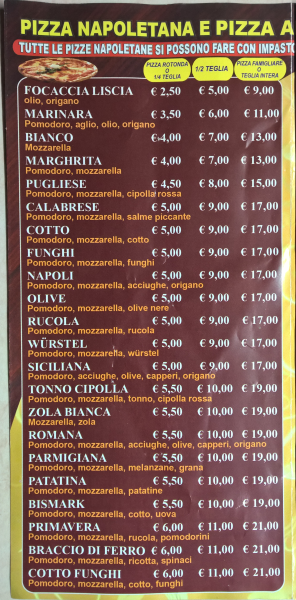 PIZZA NAPOLETANA E PIZZA A
TUTTE LE PIZZE NAPOLETANE SI POSSONO FARE CON IMPASTO
PIZZA ROTONDA O 1/4 TEGLIA 1/2 TEGLIA PIZZA FAMIGLIARE O TEGLIA INTERA
FOCACCIA LISCIA € 2,50 € 5,00 € 9,00
olio, origano
MARINARA € 3,50 € 6,00 € 11,00
Pomodoro, aglio, olio, origano
BIANCO € 4,00 € 7,00 € 13,00
Mozzarella
MARGHRITA € 4,00 € 7,00 € 13,00
Pomodoro, mozzarella
PUGLIESE € 4,50 € 8,00 € 15,00
Pomodoro, mozzarella, cipolla rossa
CALABRESE € 5,00 € 9,00 € 17,00
Pomodoro, mozzarella, salme piccante
COTTO € 5,00 € 9,00 € 17,00
Pomodoro, mozzarella, cotto
FUNGHI € 5,00 € 9,00 € 17,00
Pomodoro, mozzarella, funghi
NAPOLI € 5,00 € 9,00 € 17,00
Pomodoro, mozzarella, acciughe, origano
OLIVE € 5,00 € 9,00 € 17,00
Pomodoro, mozzarella, olive nere
RUCOLA € 5,00 € 9,00 € 17,00
Pomodoro, mozzarella, rucola
WÜRSTEL € 5,00 € 9,00 € 17,00
Pomodoro, mozzarella, würstel
SICILIANA € 5,00 € 9,00 € 17,00
Pomodoro, acciughe, olive, capperi, origano
TONNO CIPOLLA € 5,50 € 10,00 € 19,00
Pomodoro, mozzarella, tonno, cipolla rossa
ZOLA BIANCA € 5,50 € 10,00 € 19,00
Mozzarella, zola
ROMANA € 5,50 € 10,00 € 19,00
Pomodoro, mozzarella, acciughe, olive, capperi, origano
PARMIGIANA € 5,50 € 10,00 € 19,00
Pomodoro, mozzarella, melanzane, grana
PATATINA € 5,50 € 10,00 € 19,00
Pomodoro, mozzarella, patatine
BISMARK € 5,50 € 10,00 € 19,00
Pomodoro, mozzarella, cotto, uova
PRIMAVERA € 6,00 € 11,00 € 21,00
Pomodoro, mozzarella, rucola, pomodorini
BRACCIO DI FERRO € 6,00 € 11,00 € 21,00
Pomodoro, mozzarella, ricotta, spinaci
COTTO FUNGHI € 6,00 € 11,00 € 21,00
Pomodoro, mozzarella, cotto, funghi